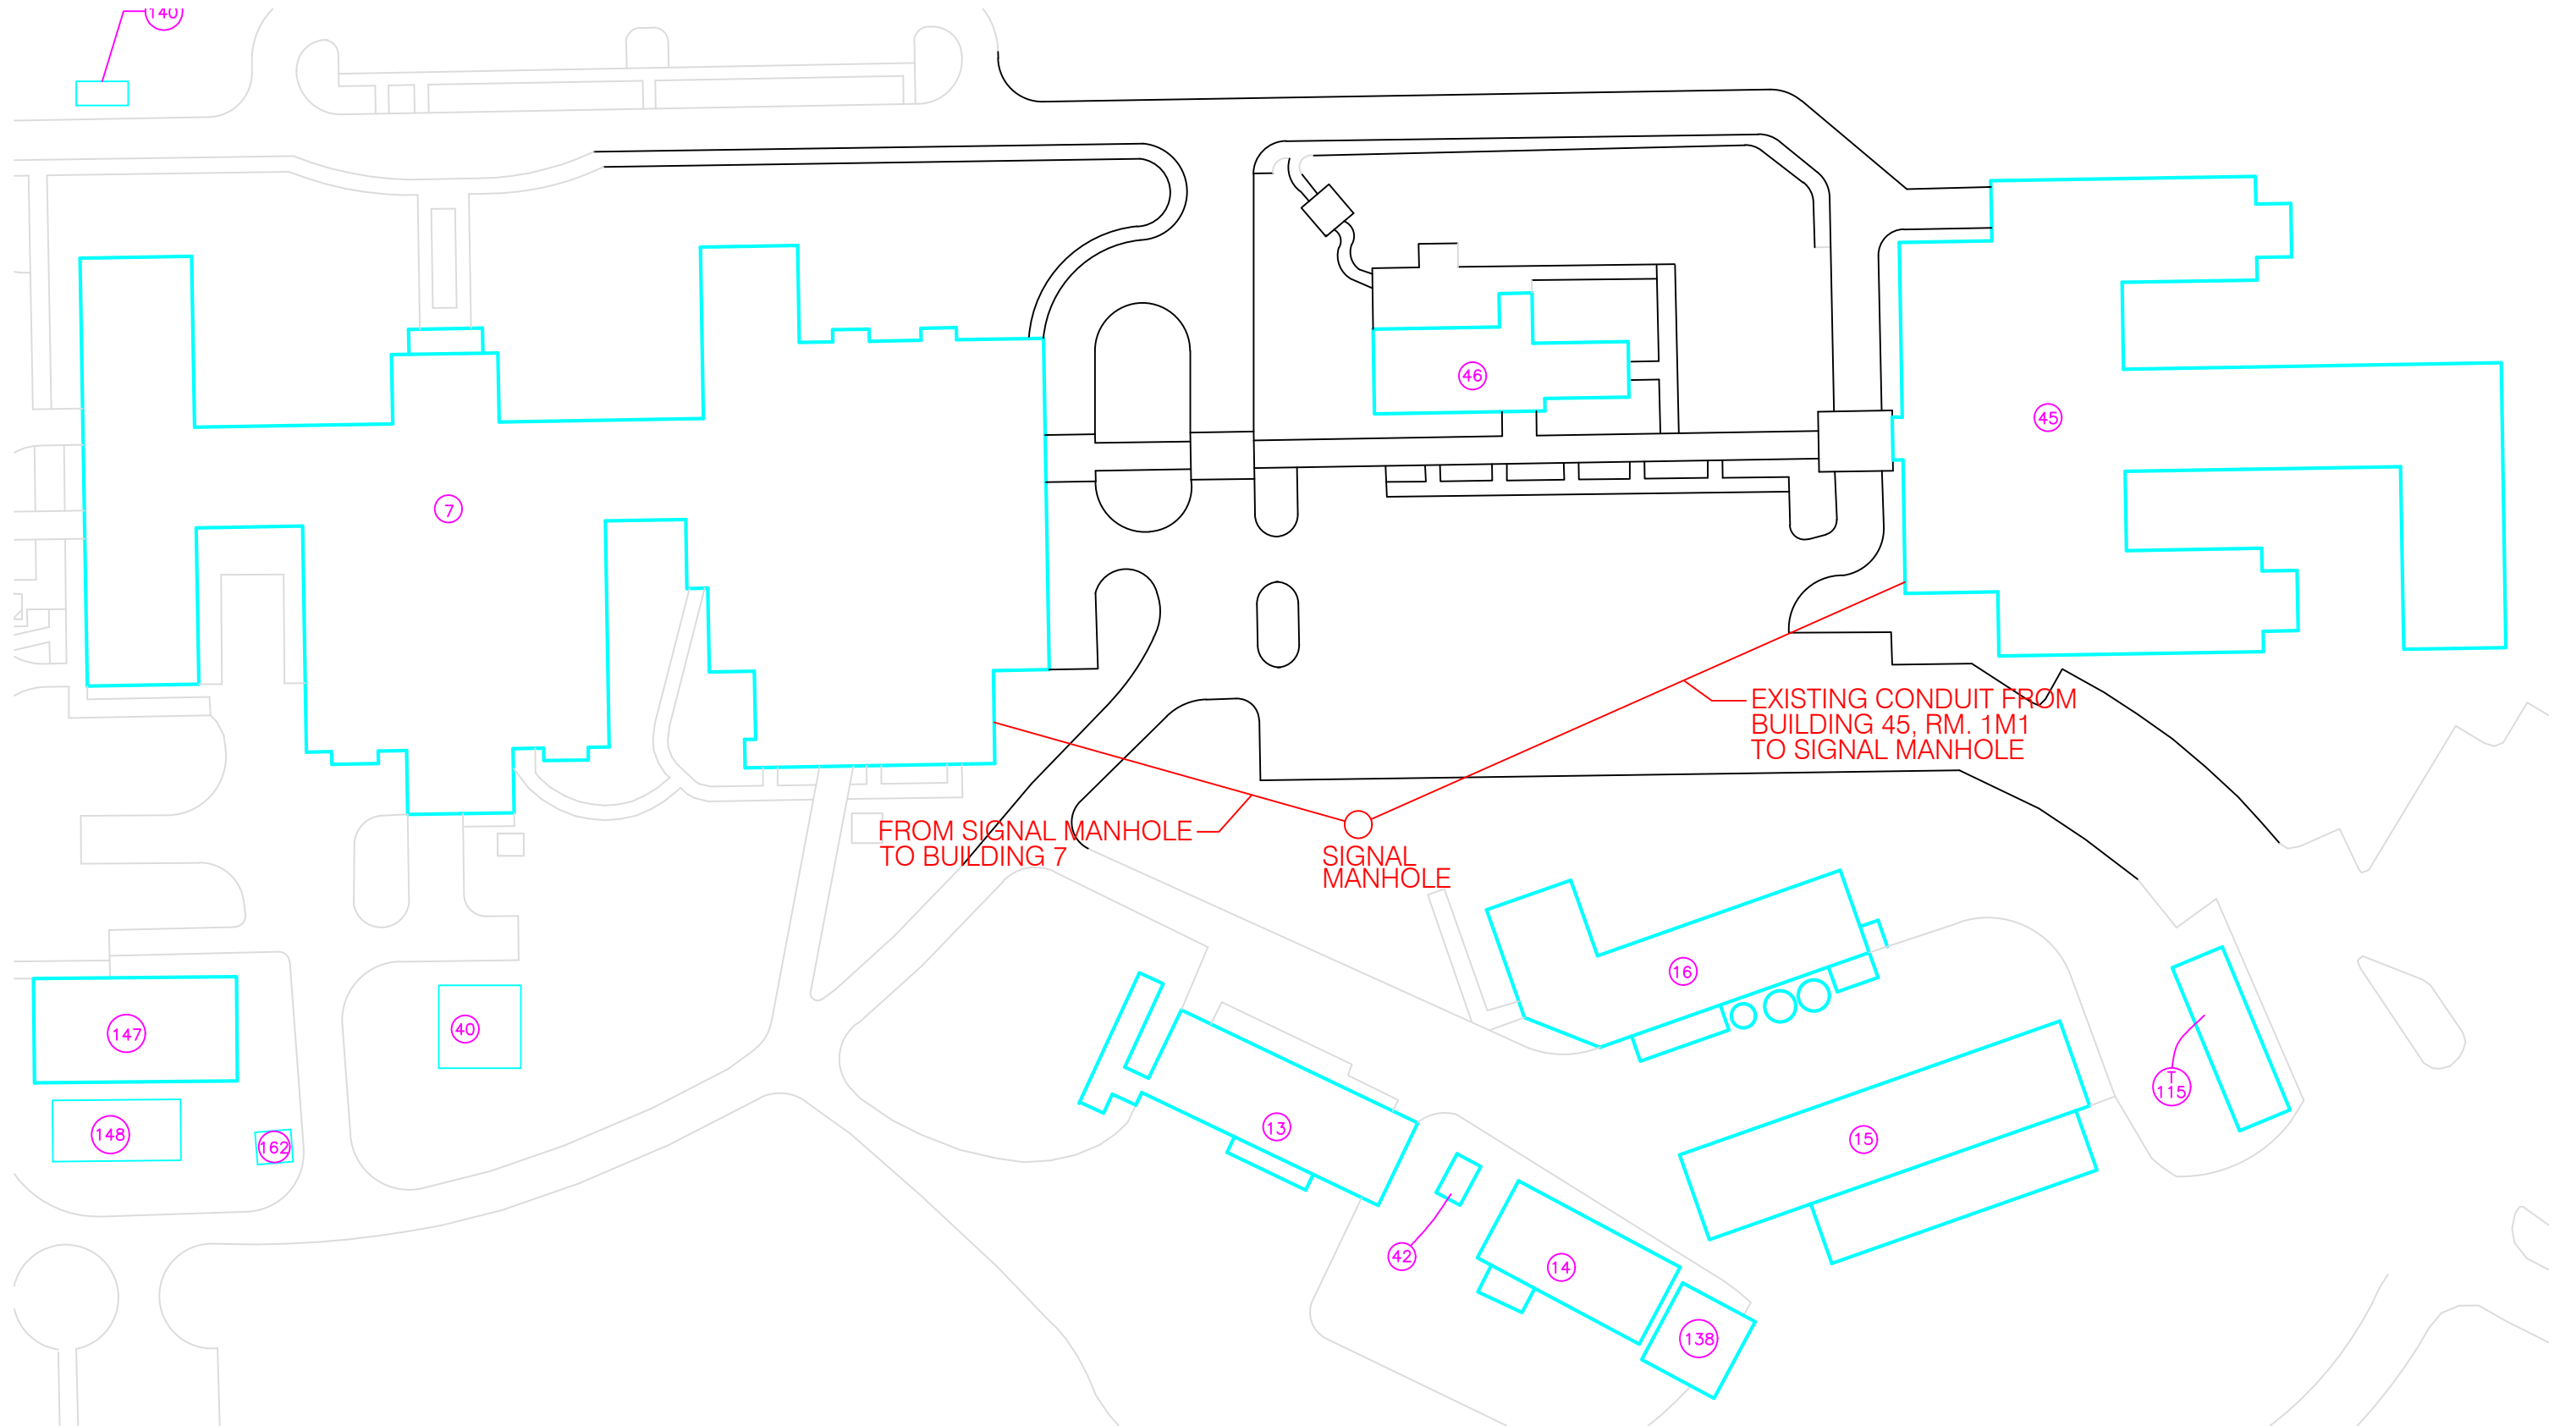 140
46
45
7
EXISTING CONDUIT FROM
BUILDING 45, RM. 1M1
TO SIGNAL MANHOLE
FROM SIGNAL MANHOLE
TO BUILDING 7
SIGNAL
MANHOLE
16
147
40
T
115
148
162
13
15
42
14
138